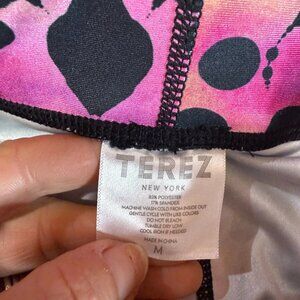 TEREZ
NEW YORK
83% POLYESTER
17% SPANDEX
MACHINE WASH COLD FROM INSIDE OUT
GENTLE CYCLE WITH LIKE COLORS
DO NOT BLEACH
TUMBLE DRY LOW
COOL IRON IF NEEDED
MADE IN CHINA
M